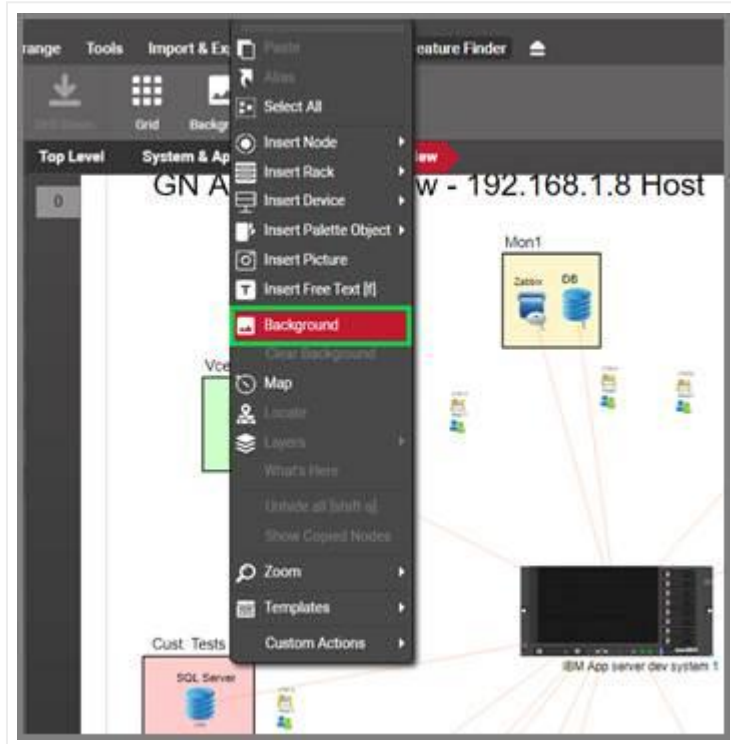 range Tools Import & Ex
eature Finder
Paste
Alias
Select All
Grid
Backgr
Insert Node
Top Level
System & Ap
ew
Insert Rack
0
GN A
w - 192.168.1.8 Host
Insert Device
Insert Palette Object
Mon1
Insert Picture
Zabbix
DB
Insert Free Text [f]
Background
Clear Background
Vce
Map
Locate
Layers
What's Here
Unhide all [shift q]
Show Copied Nodes
Zoom
Templates
Custom Actions
Cust Tests
IBM App server dev system 1
SQL Server